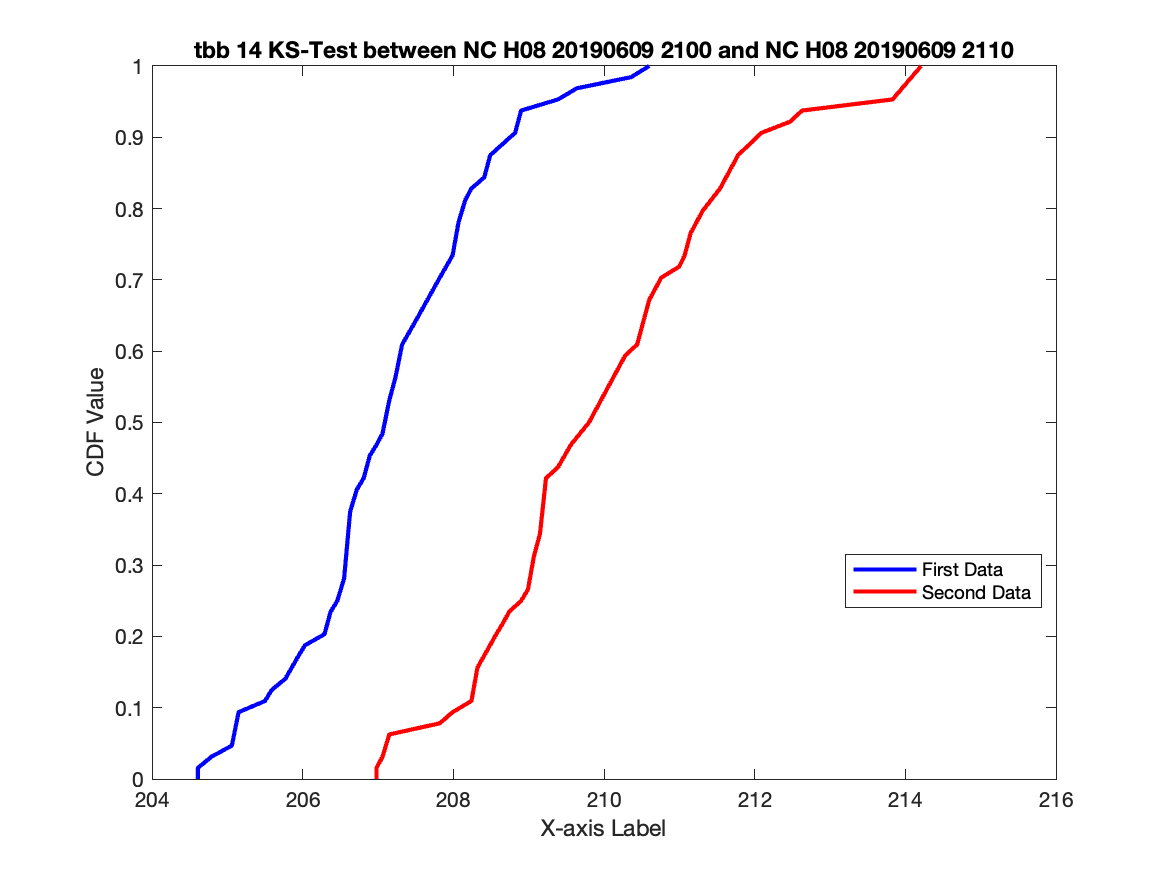 tbb 14 KS-Test between NC H08 20190609 2100 and NC H08 20190609 2110
1
0.9
0.8
0.7
0.6
0.5
0.4
0.3
0.2
0.1
0
CDF Value
First Data
Second Data
204 206 208 210 212 214 216
X-axis Label